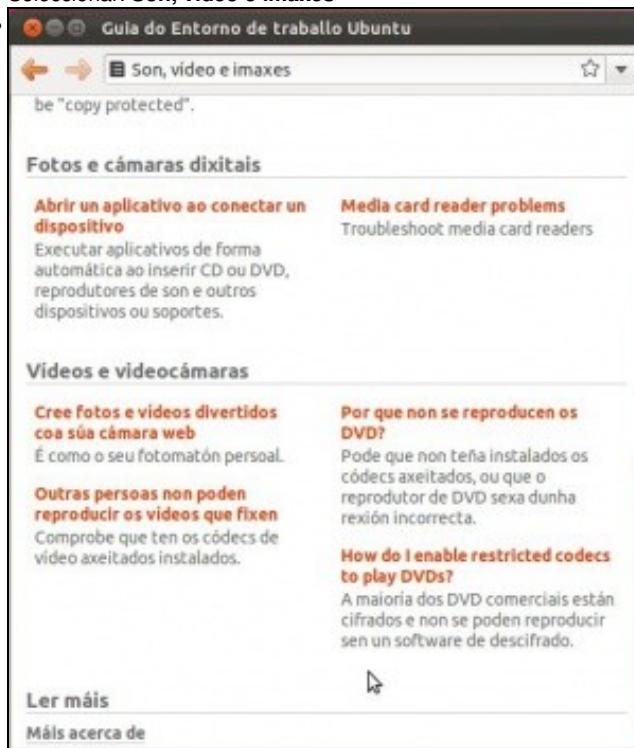 Seleccionan Son, vídeo e imaxes
Guia do Entorno de traballo Ubuntu
Son, vídeo e imaxes
be "copy protected".
Fotos e cámaras dixitais
Abrir un aplicativo ao conectar un
dispositivo
Executar aplicativos de forma
automática ao inserir CD ou DVD,
reprodutores de son e outros
dispositivos ou soportes.
Media card reader problems
Troubleshoot media card readers
Vídeos e videocámaras
Cree fotos e vídeos divertidos
coa súa cámara web
É como o seu fotomatón persoal.
Outras persoas non poden
reproducir os vídeos que fixen
Comprobe que ten os códecs de
vídeo axeitados instalados.
Por que non se reproducen os
DVD?
Pode que non teña instalados os
códecs axeitados, ou que o
reprodutor de DVD sexa dunha
rexión incorrecta.
How do I enable restricted codecs
to play DVDs?
A maioría dos DVD comerciais están
cifrados e non se poden reproducir
sen un software de descifrado.
Ler máis
Máis acerca de